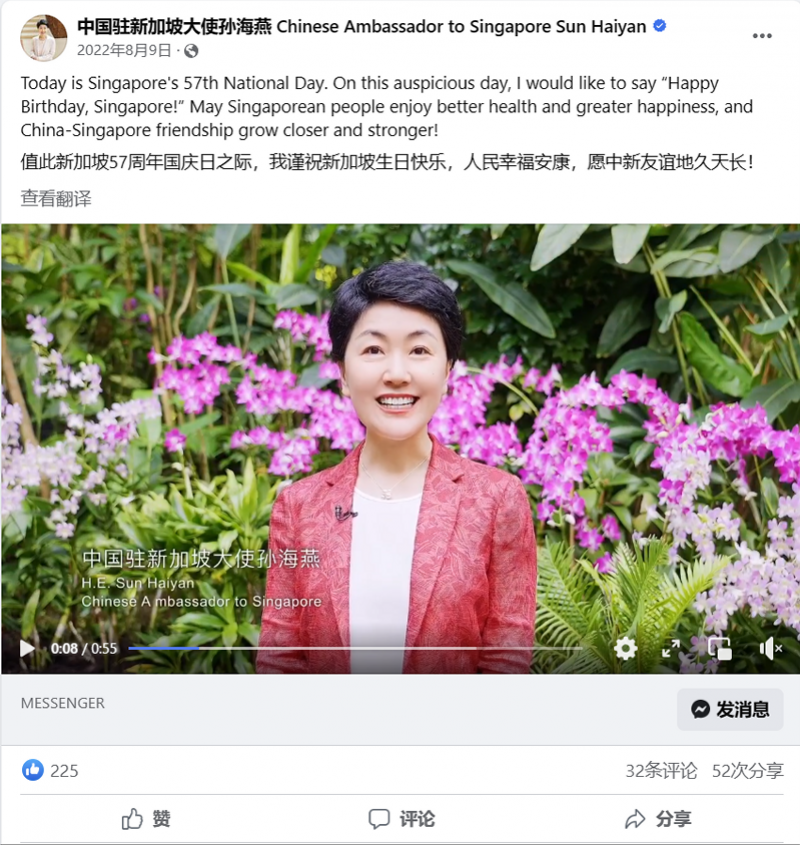 中国驻新加坡大使孙海燕 Chinese Ambassador to Singapore Sun Haiyan
2022年8月9日 ·
Today is Singapore's 57th National Day. On this auspicious day, I would like to say “Happy
Birthday, Singapore!” May Singaporean people enjoy better health and greater happiness, and
China-Singapore friendship grow closer and stronger!
值此新加坡57周年国庆日之际，我谨祝新加坡生日快乐，人民幸福安康，愿中新友谊地久天长！
查看翻译
中国驻新加坡大使孙海燕
H.E. Sun Haiyan
Chinese A mbassador to Singapore
0:08 / 0:55
MESSENGER
发消息
225 32条评论 52次分享
赞 评论 分享